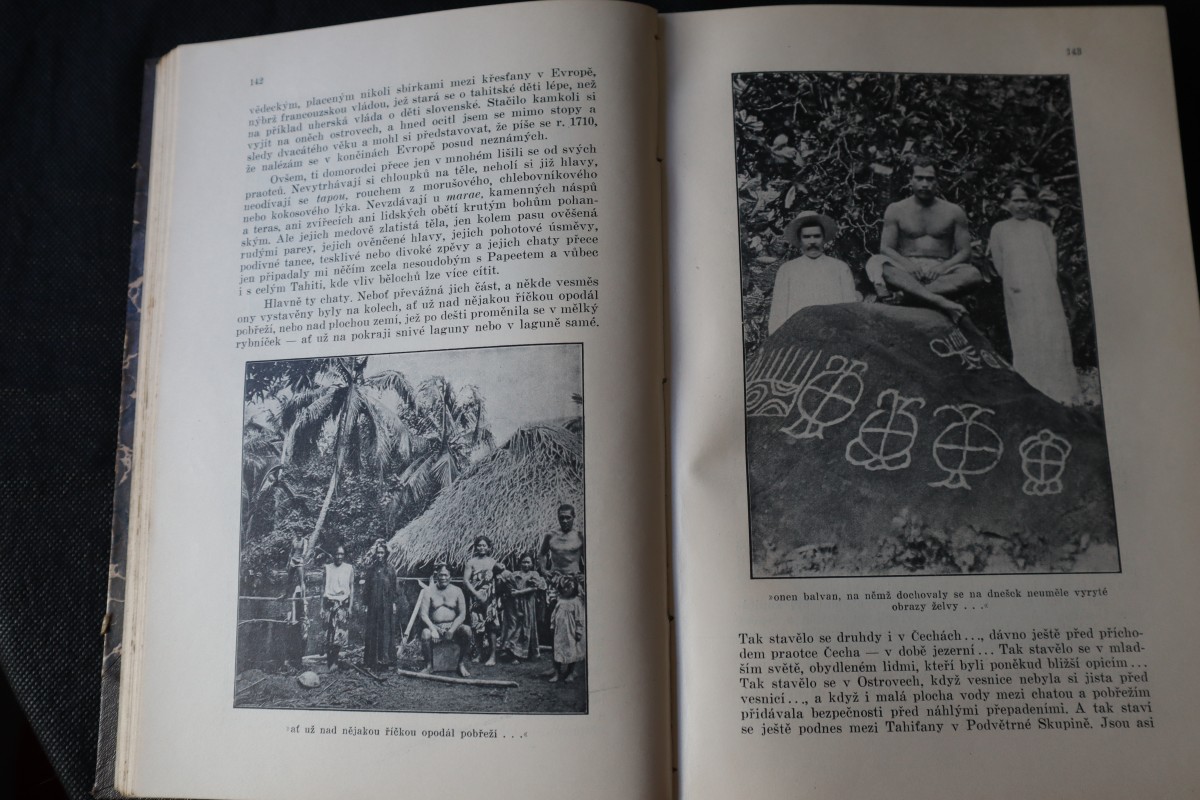 142
vědeckým, placeným nikoli sbírkami mezi křesťany v Evropě,
nýbrž francouzskou vládou, jež stará se o tahitské děti lépe, než
na příklad uherská vláda o děti slovenské. Stačilo kamkoli si
vyjít na oněch ostrovech, a hned ocitl jsem se mimo stopy a
sledy dvacátého věku a mohl si představovat, že píše se r. 1710,
že nalézám se v končinách Evropě posud neznámých.
Ovšem, ti domorodci přece jen v mnohém lišili se od svých
praotců. Nevytrhávají si chloupků na těle, neholí si již hlavy,
neodívají se tapou, rouchem z morušového, chlebovníkového
nebo kokosového lýka. Nevzdávají u marae, kamenných náspů
a teras, ani zvířecích ani lidských obětí krutým bohům pohan-
ským. Ale jejich medově zlatistá těla, jen kolem pasu ověšená
rudými parey, jejich ověnčené hlavy, jejich pohotové úsměvy,
podivné tance, tesklivé nebo divoké zpěvy a jejich chaty přece
jen připadaly mi něčím zcela nesoudobým s Papeetem a vůbec
i s celým Tahiti, kde vliv bělochů lze více cítit.
Hlavně ty chaty. Neboť převážná jich část, a někde vesměs
ony vystavěny byly na kolech, ať už nad nějakou říčkou opodál
pobřeží, nebo nad plochou zemí, jež po dešti proměnila se v mělký
rybníček — ať už na pokraji snivé laguny nebo v laguně samé.
›ať už nad nějakou říčkou opodál pobřeží . . .‹
143
›onen balvan, na němž dochovaly se na dnešek neuměle vyryté
obrazy želvy . . .‹
Tak stavělo se druhdy i v Čechách..., dávno ještě před přícho-
dem praotce Čecha — v době jezerní... Tak stavělo se v mlad-
ším světě, obydleném lidmi, kteří byli poněkud bližší opicím...
Tak stavělo se v Ostrovech, když vesnice nebyla si jista před
vesnicí..., a když i malá plocha vody mezi chatou a pobřežím
přidávala bezpečnosti před náhlými přepadeními. A tak staví
se ještě podnes mezi Tahiťany v Podvětrné Skupině. Jsou asi